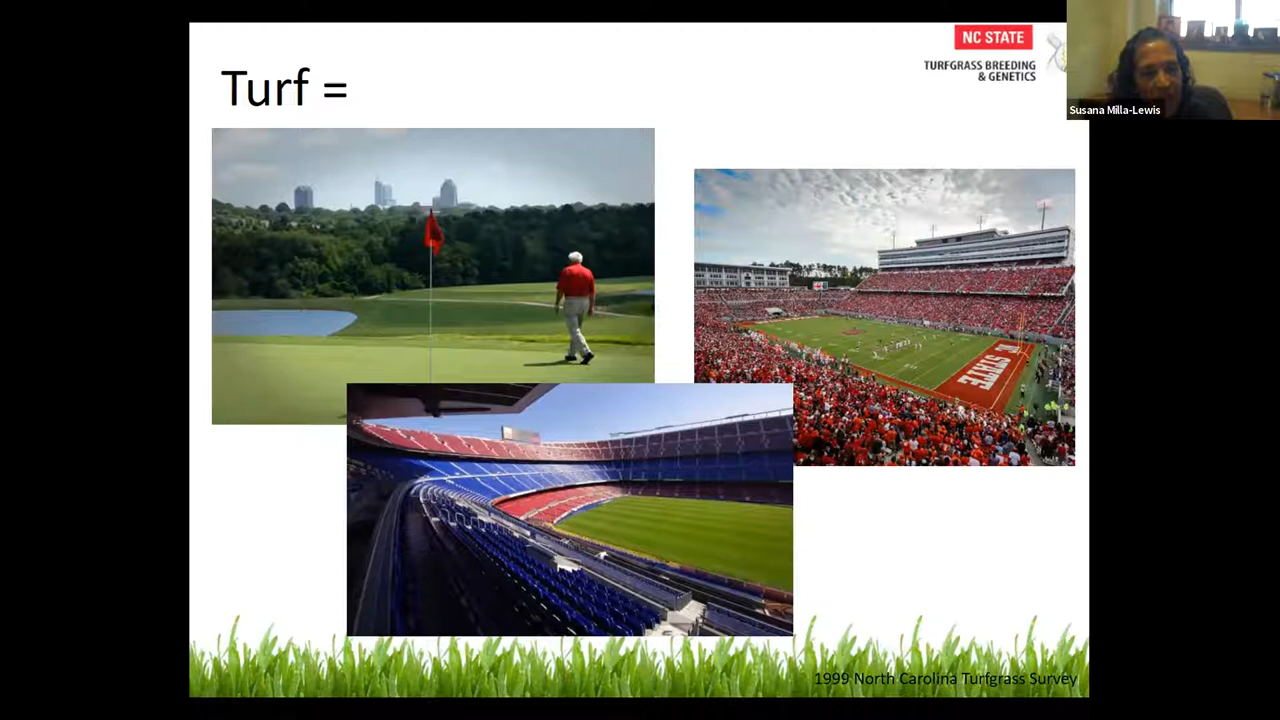 Turf =
NC STATE
TURFGRASS BREEDING
& GENETICS
Susana Milla-Lewis
STATE
1999 North Carolina Turfgrass Survey